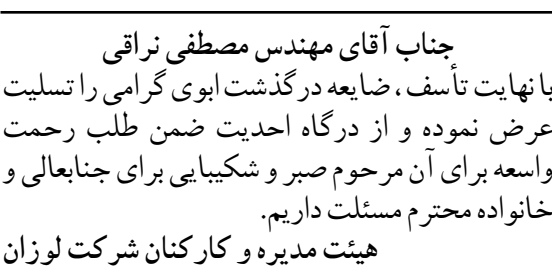 جناب آقای مهندس مصطفی نراقی
با نهایت تأسف، ضایعه درگذشت ابوی گرامی را تسلیت
عرض نموده و از درگاه احدیت ضمن طلب رحمت
واسعه برای آن مرحوم صبر و شکیبایی برای جنابعالی و
خانواده محترم مسئلت داریم.
هیئت مدیره و کارکنان شرکت لوزان